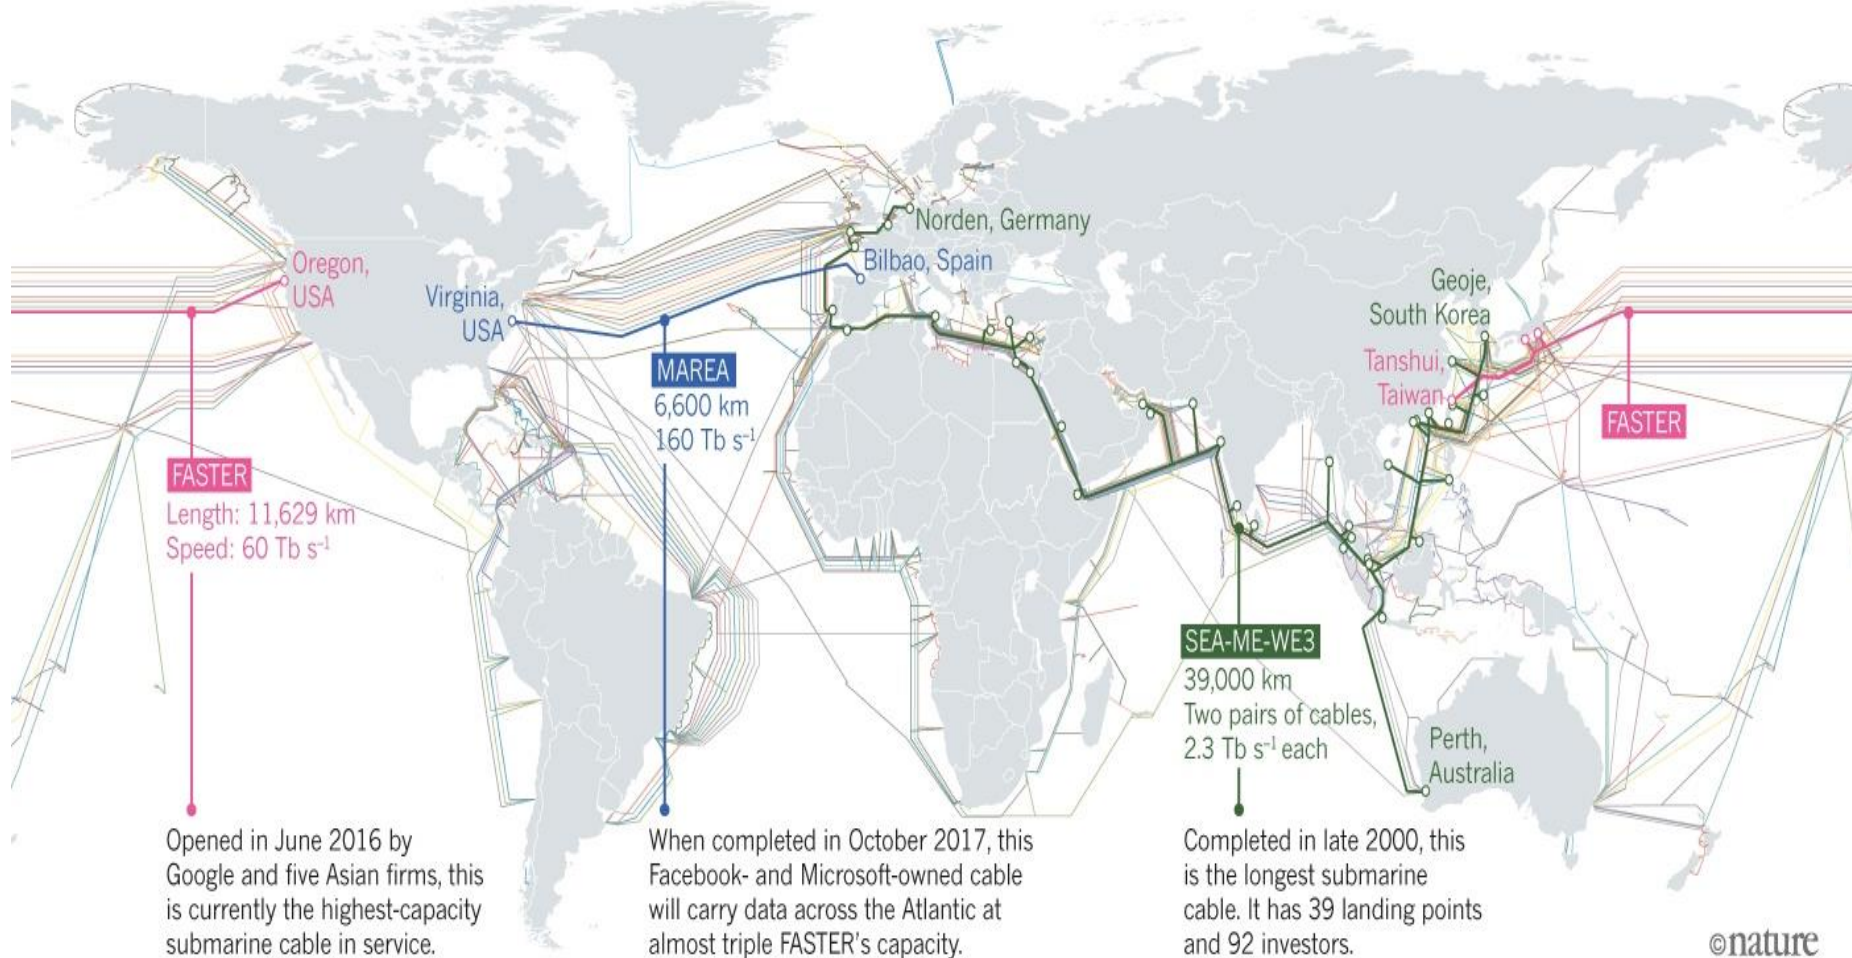 Norden, Germany
Bilbao, Spain
Oregon,
USA
Virginia,
USA
Geoje,
South Korea
Tanshui,
Taiwan
MAREA
6,600 km
160 Tb s⁻¹
FASTER
FASTER
Length: 11,629 km
Speed: 60 Tb s⁻¹
SEA-ME-WE3
39,000 km
Two pairs of cables,
2.3 Tb s⁻¹ each
Perth,
Australia
Opened in June 2016 by
Google and five Asian firms, this
is currently the highest-capacity
submarine cable in service.
When completed in October 2017, this
Facebook- and Microsoft-owned cable
will carry data across the Atlantic at
almost triple FASTER’s capacity.
Completed in late 2000, this
is the longest submarine
cable. It has 39 landing points
and 92 investors.
©nature